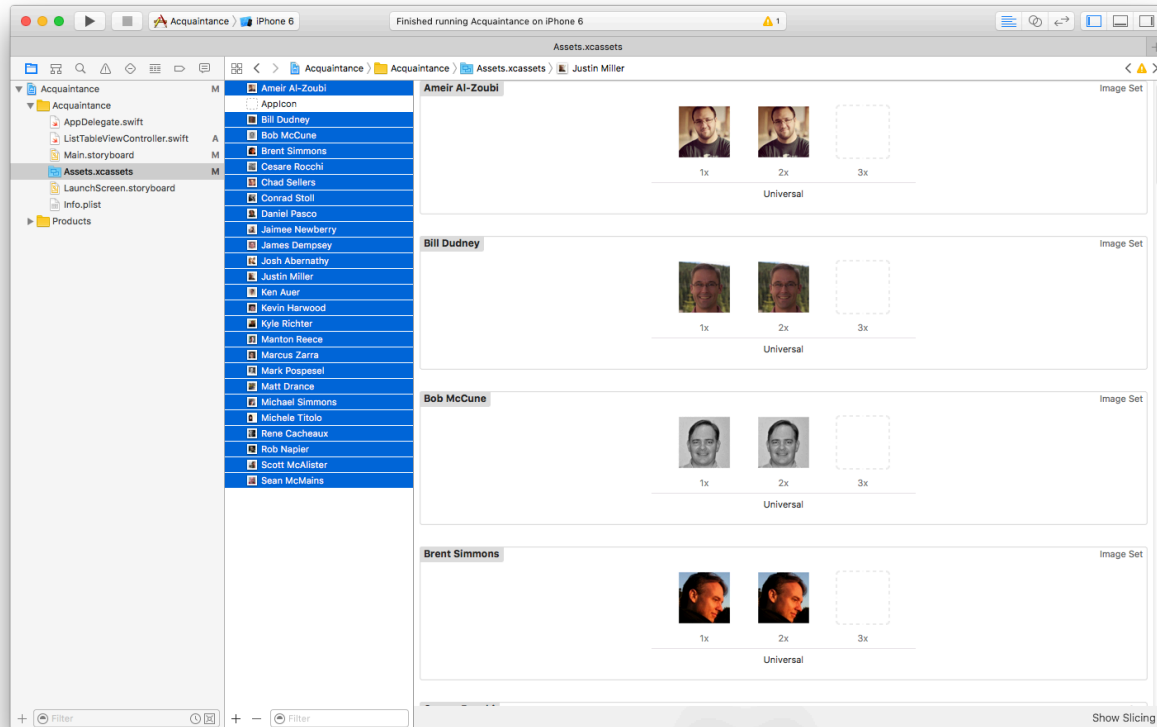 Acquaintance
iPhone 6
Finished running Acquaintance on iPhone 6
1
Assets.xcassets
Acquaintance
Acquaintance
Assets.xcassets
Justin Miller
Acquaintance M
Acquaintance
AppDelegate.swift
ListTableViewController.swift A
Main.storyboard M
Assets.xcassets M
LaunchScreen.storyboard
Info.plist
Products
Filter
Ameir Al-Zoubi
AppIcon
Bill Dudney
Bob McCune
Brent Simmons
Cesare Rocchi
Chad Sellers
Conrad Stoll
Daniel Pasco
Jaimee Newberry
James Dempsey
Josh Abernathy
Justin Miller
Ken Auer
Kevin Harwood
Kyle Richter
Manton Reece
Marcus Zarra
Mark Pospesel
Matt Drance
Michael Simmons
Michele Titolo
Rene Cacheaux
Rob Napier
Scott McAlister
Sean McMains
Filter
Ameir Al-Zoubi Image Set
1x 2x 3x
Universal
Bill Dudney Image Set
1x 2x 3x
Universal
Bob McCune Image Set
1x 2x 3x
Universal
Brent Simmons Image Set
1x 2x 3x
Universal
Show Slicing